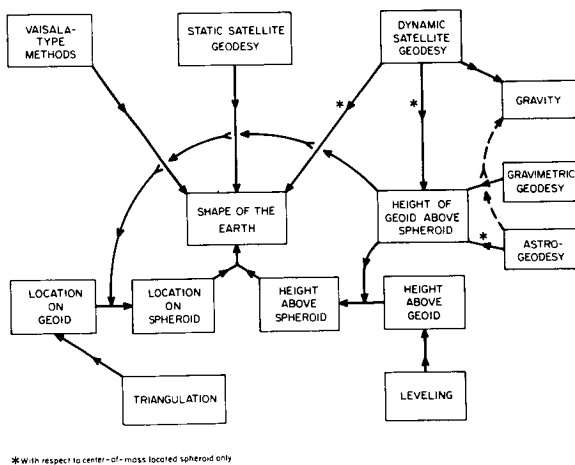 VAISALA-
TYPE
METHODS
STATIC SATELLITE
GEODESY
DYNAMIC
SATELLITE
GEODESY
*
*
GRAVITY
SHAPE OF THE
EARTH
HEIGHT OF
GEOID ABOVE
SPHEROID
GRAVIMETRIC
GEODESY
*
ASTRO-
GEODESY
LOCATION
ON
GEOID
LOCATION
ON
SPHEROID
HEIGHT
ABOVE
SPHEROID
HEIGHT
ABOVE
GEOID
TRIANGULATION
LEVELING
*With respect to center-of-mass located spheroid only